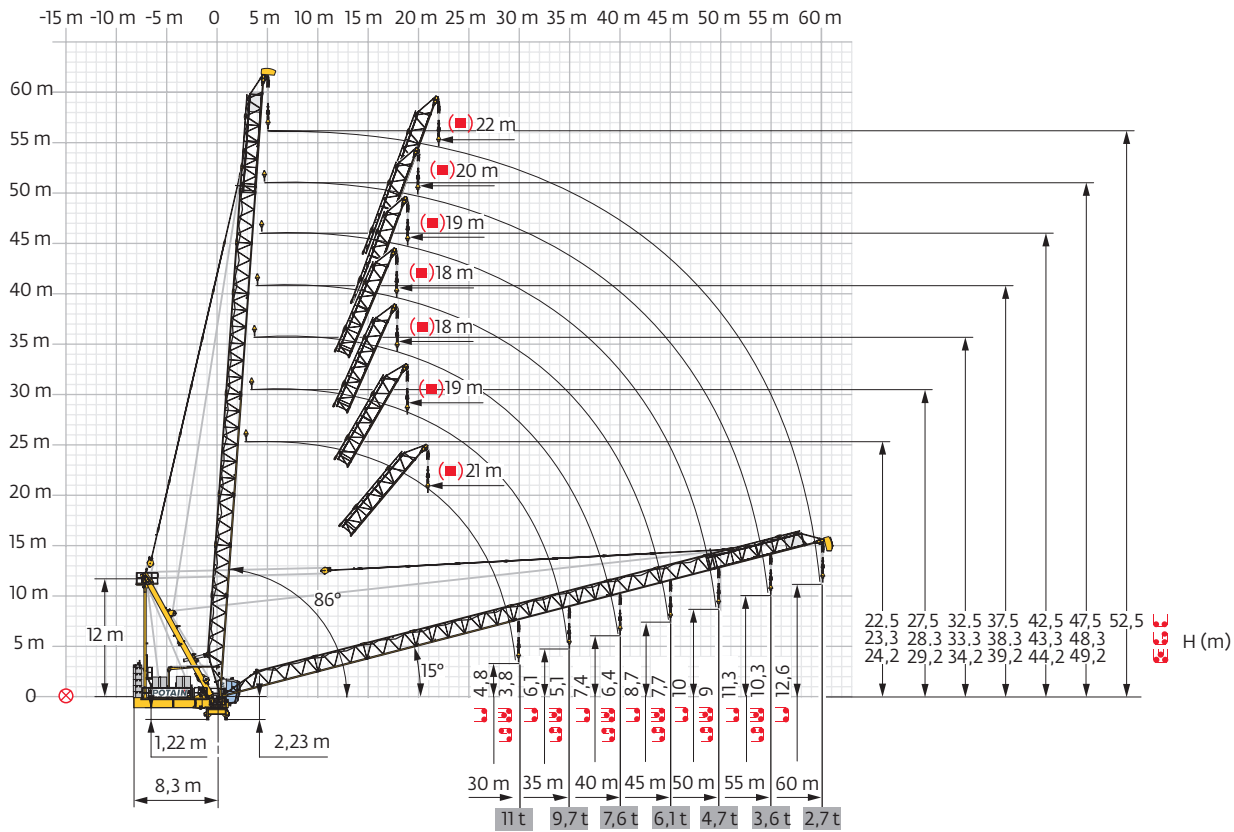 -15 m -10 m -5 m 0 5 m 10 m 15 m 20 m 25 m 30 m 35 m 40 m 45 m 50 m 55 m 60 m
60 m
55 m
50 m
45 m
40 m
35 m
30 m
25 m
20 m
15 m
10 m
5 m
0
22 m
20 m
19 m
18 m
18 m
19 m
21 m
86°
15°
12 m
POTAIN
1,22 m
2,23 m
8,3 m
4,8
3,8
6,1
5,1
7,4
6,4
8,7
7,7
10
9
11,3
10,3
12,6
22,5 27,5 32,5 37,5 42,5 47,5 52,5
23,3 28,3 33,3 38,3 43,3 48,3
24,2 29,2 34,2 39,2 44,2 49,2
H (m)
30 m 35 m 40 m 45 m 50 m 55 m 60 m
11 t 9,7 t 7,6 t 6,1 t 4,7 t 3,6 t 2,7 t